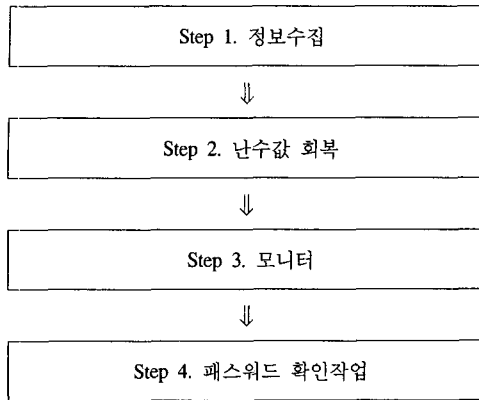 Step 1. 정보수집
⇓
Step 2. 난수값 회복
⇓
Step 3. 모니터
⇓
Step 4. 패스워드 확인작업